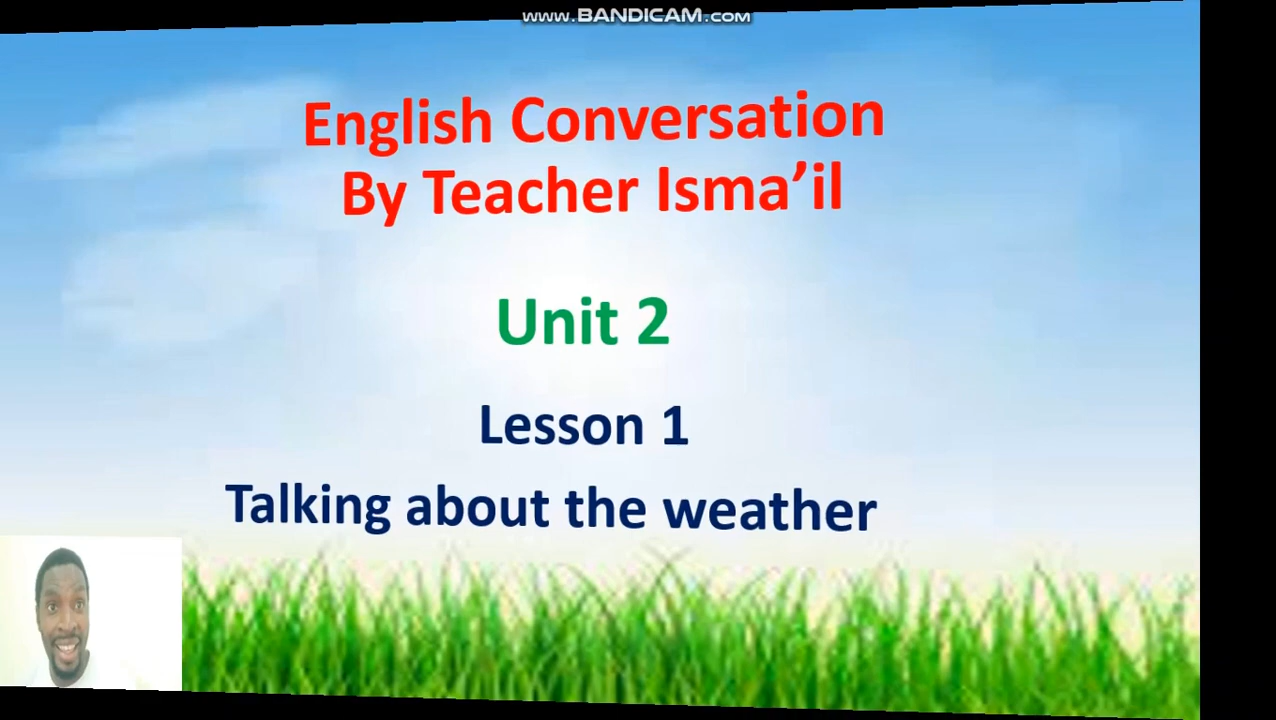 WWW.BANDICAM.COM
English Conversation
By Teacher Isma’il
Unit 2
Lesson 1
Talking about the weather